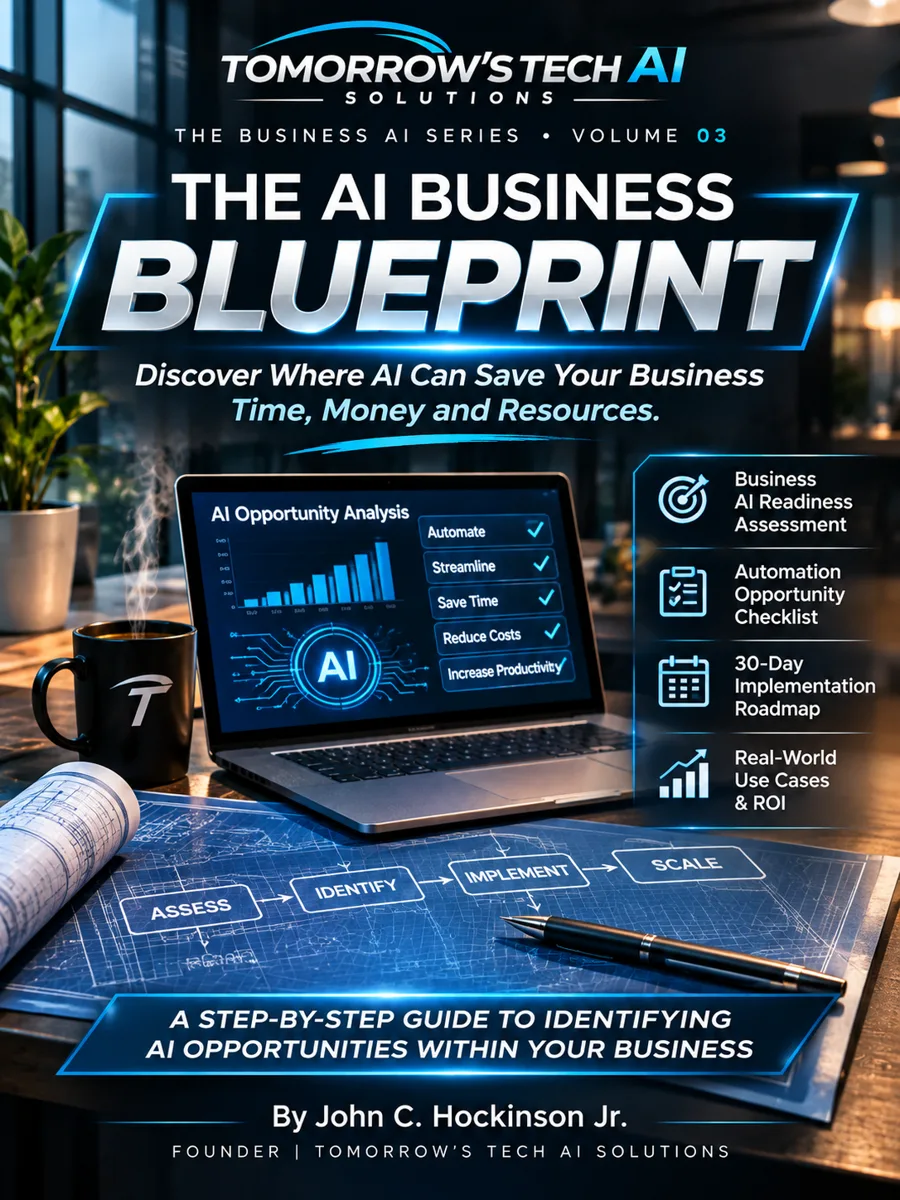 TOMORROW'S TECH AI
SOLUTIONS
THE BUSINESS AI SERIES • VOLUME 03
THE AI BUSINESS
BLUEPRINT
Discover Where AI Can Save Your Business
Time, Money and Resources.
AI Opportunity Analysis
Automate
Streamline
Save Time
Reduce Costs
Increase Productivity
AI
T
Business
AI Readiness
Assessment
Automation
Opportunity
Checklist
30-Day
Implementation
Roadmap
Real-World
Use Cases
& ROI
ASSESS
IDENTIFY
IMPLEMENT
SCALE
A STEP-BY-STEP GUIDE TO IDENTIFYING
AI OPPORTUNITIES WITHIN YOUR BUSINESS
By John C. Hockinson Jr.
FOUNDER | TOMORROW'S TECH AI SOLUTIONS